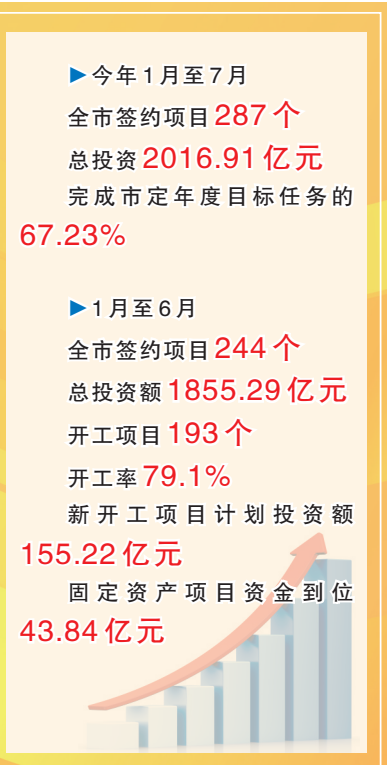 ▶今年1月至7月
全市签约项目287个
总投资2016.91亿元
完成市定年度目标任务的
67.23%
▶1月至6月
全市签约项目244个
总投资额1855.29亿元
开工项目193个
开工率79.1%
新开工项目计划投资额
155.22亿元
固定资产项目资金到位
43.84亿元